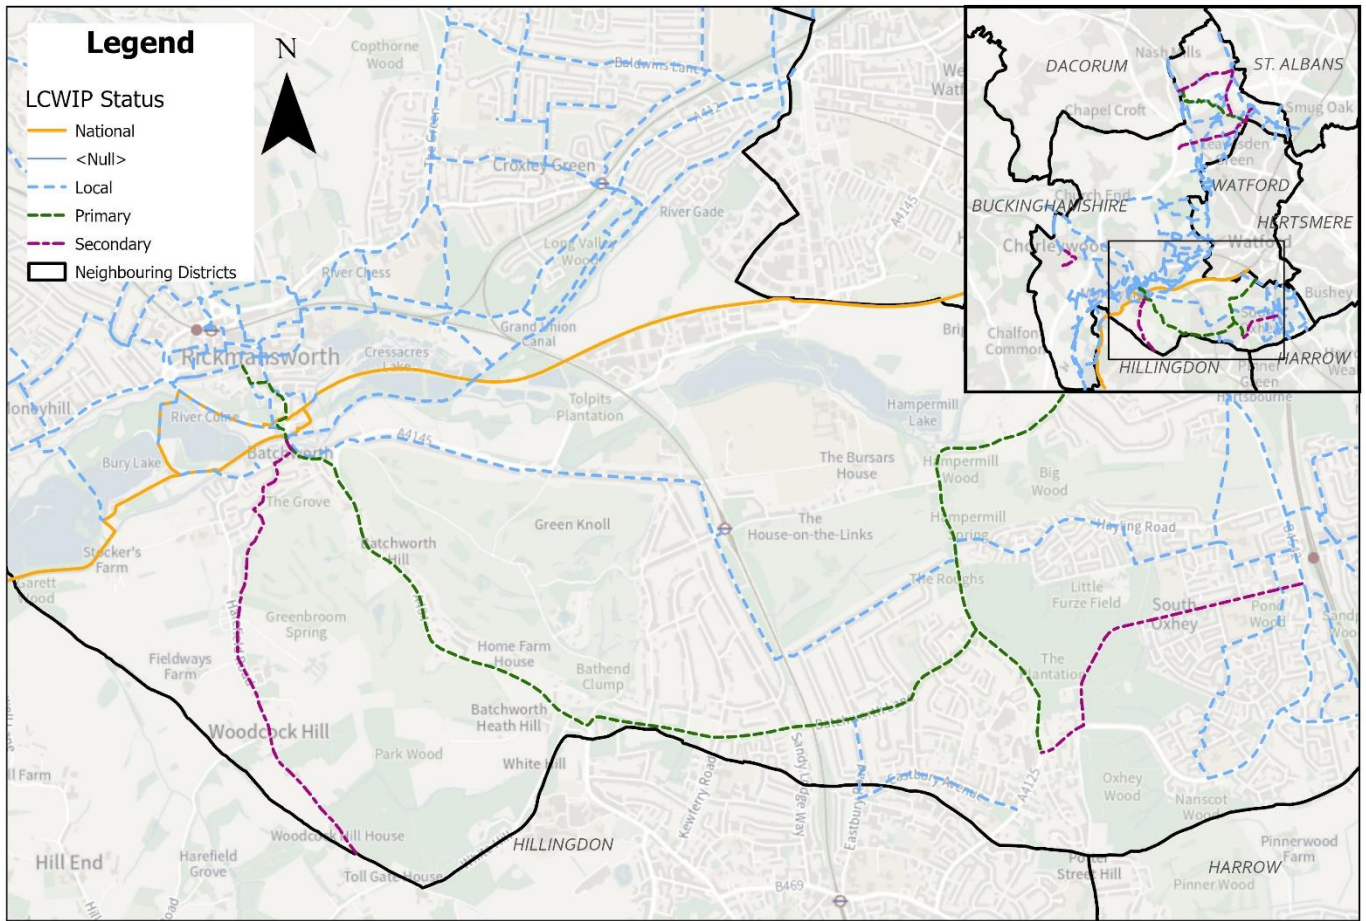 Legend
LCWIP Status
National
<Null>
Local
Primary
Secondary
Neighbouring Districts
N
Copthorne
Wood
Baldwins Lane
The Green
Croxley Green
River Gade
A4145
Long Valley
Wood
River Chess
Grand Union
Canal
Rickmansworth
Cressacres
Lake
River Colne
Tolpits
Plantation
Hampermill
Lake
Bury Lake
Batchworth
A4145
The Bursars
House
Hampermill
Wood
Big
Wood
The Grove
Green Knoll
The
House-on-the-Links
Hampermill
Spring
Hayling Road
Stocker's
Farm
Batchworth
Hill
The Roughs
Little
Furze Field
South
Oxhey
Pond
Wood
Greenbroom
Spring
Fieldways
Farm
Home Farm
House
Bathend
Clump
The
Plantation
Batchworth
Heath Hill
Woodcock Hill
Park Wood
White Hill
Sandy Lodge Way
Kewferry Road
Eastbury Road
Eastbury Avenue
A4125
Oxhey
Wood
Nanscot
Wood
Woodcock Hill House
HILLINGDON
Hill End
Harefield
Grove
Toll Gate House
B469
Street Hill
Pinner Wood
HARROW
Pinnerwood
Farm
DACORUM
Nash Mills
ST. ALBANS
Chapel Croft
Smug Oak
WATFORD
Church End
BUCKINGHAMSHIRE
HERTSMERE
Chorleywood
Watford
Bushey
Chalfont
Common
HILLINGDON
HARROW